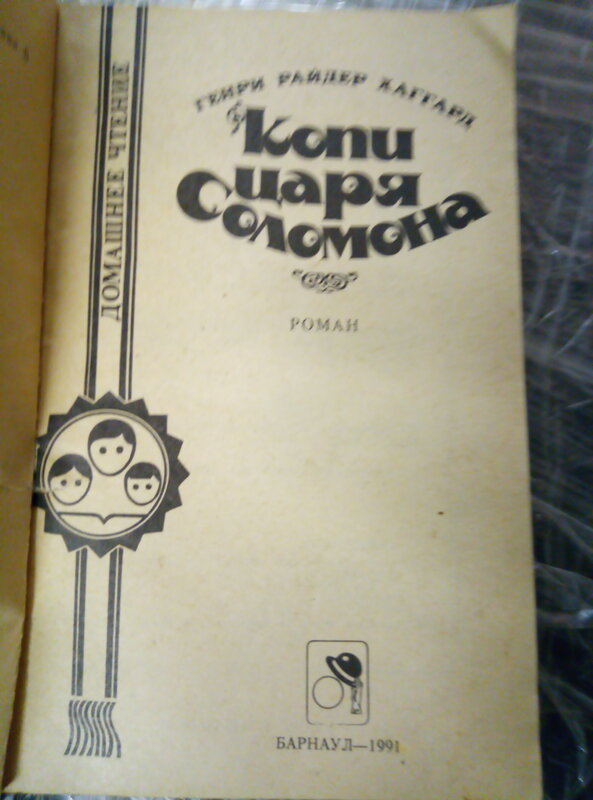 ДОМАШНЕЕ ЧТЕНИЕ
ГЕНРИ РАЙДЕР ХАГГАРД
Копи
царя
Соломона
РОМАН
БАРНАУЛ—1991